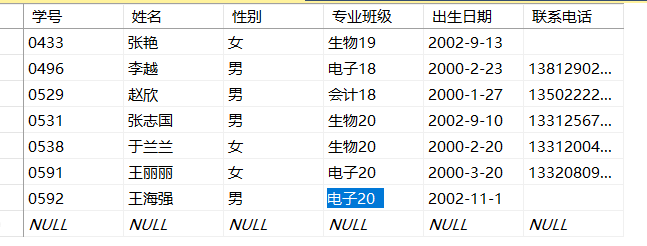 学号 姓名 性别 专业班级 出生日期 联系电话
0433 张艳 女 生物19 2002-9-13
0496 李越 男 电子18 2000-2-23 13812902...
0529 赵欣 男 会计18 2000-1-27 13502222...
0531 张志国 男 生物20 2002-9-10 13312567...
0538 于兰兰 女 生物20 2000-2-20 13312004...
0591 王丽丽 女 电子20 2000-3-20 13320809...
0592 王海强 男 电子20 2002-11-1
NULL NULL NULL NULL NULL NULL